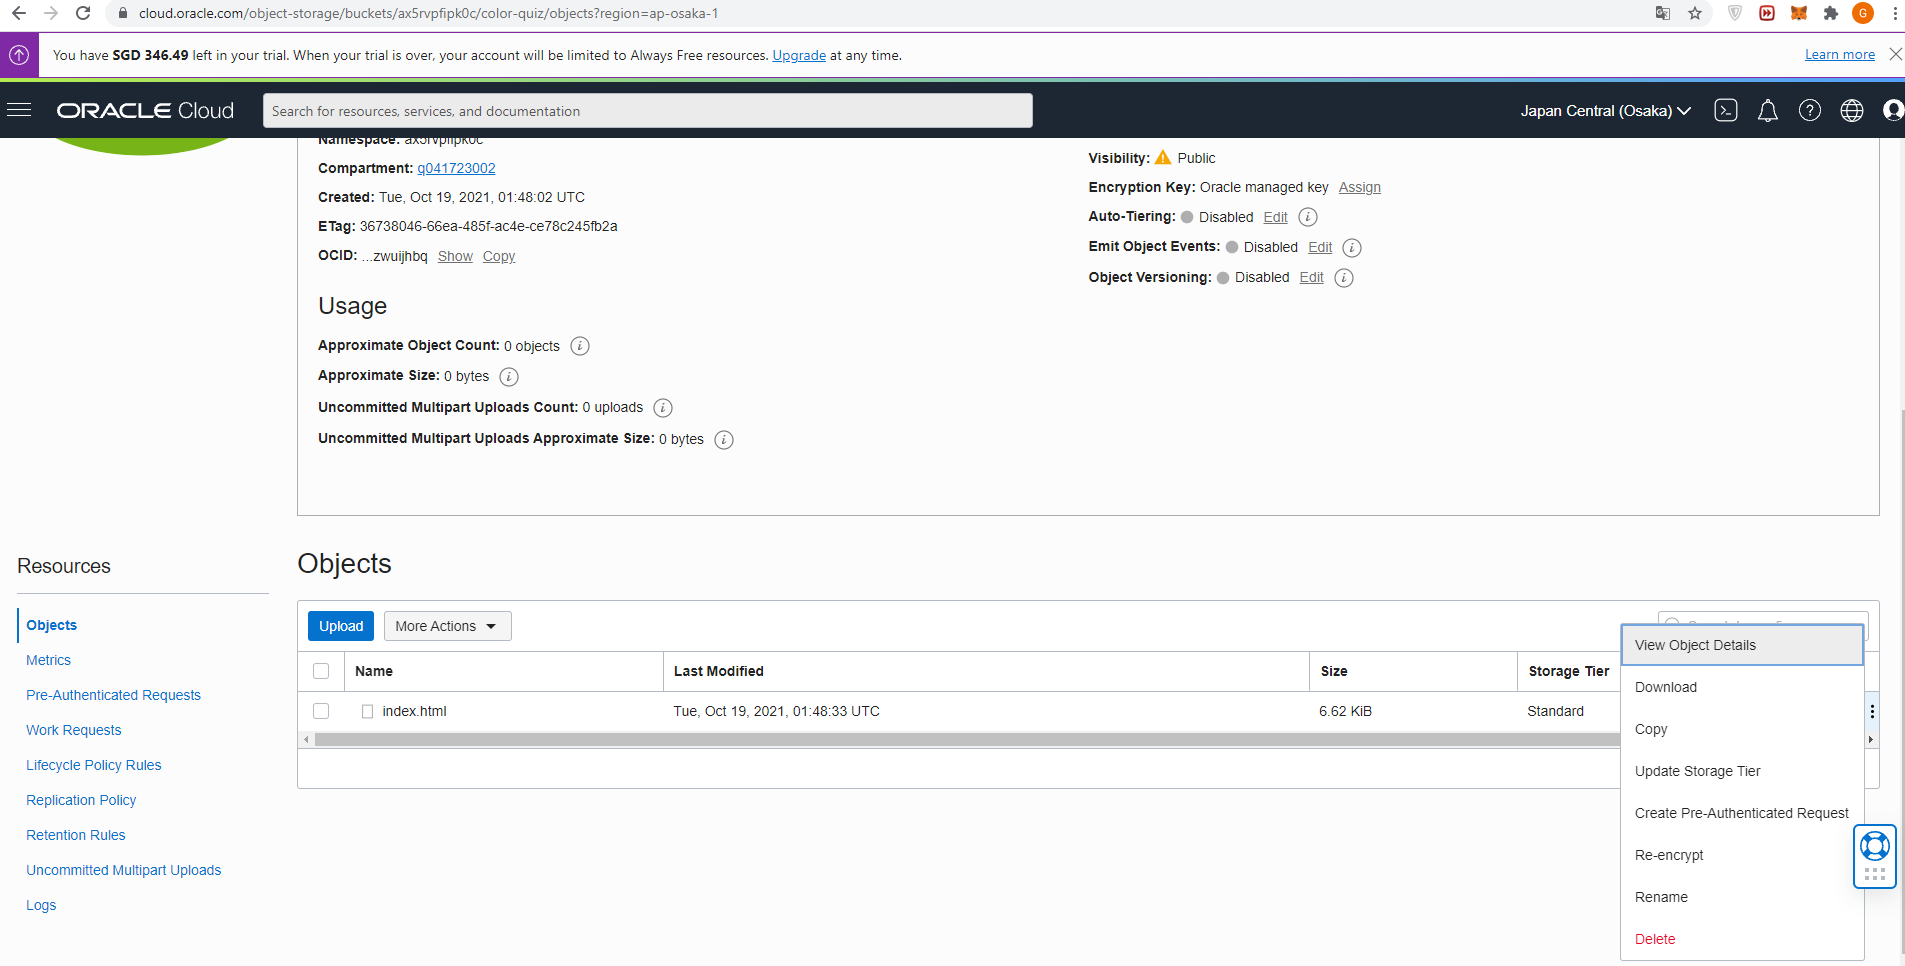 cloud.oracle.com/object-storage/buckets/ax5rvpfipk0c/color-quiz/objects?region=ap-osaka-1
G
You have SGD 346.49 left in your trial. When your trial is over, your account will be limited to Always Free resources. Upgrade at any time.
Learn more
ORACLE Cloud
Search for resources, services, and documentation
Japan Central (Osaka)
Namespace: ax5rvpfipk0c
Compartment: q041723002
Created: Tue, Oct 19, 2021, 01:48:02 UTC
ETag: 36738046-66ea-485f-ac4e-ce78c245fb2a
OCID: ...zwuijhbq Show Copy
Visibility: Public
Encryption Key: Oracle managed key Assign
Auto-Tiering: Disabled Edit
Emit Object Events: Disabled Edit
Object Versioning: Disabled Edit
Usage
Approximate Object Count: 0 objects
Approximate Size: 0 bytes
Uncommitted Multipart Uploads Count: 0 uploads
Uncommitted Multipart Uploads Approximate Size: 0 bytes
Resources
Objects
Metrics
Pre-Authenticated Requests
Work Requests
Lifecycle Policy Rules
Replication Policy
Retention Rules
Uncommitted Multipart Uploads
Logs
Objects
Upload
More Actions
Name Last Modified Size Storage Tier
index.html Tue, Oct 19, 2021, 01:48:33 UTC 6.62 KiB Standard
View Object Details
Download
Copy
Update Storage Tier
Create Pre-Authenticated Request
Re-encrypt
Rename
Delete